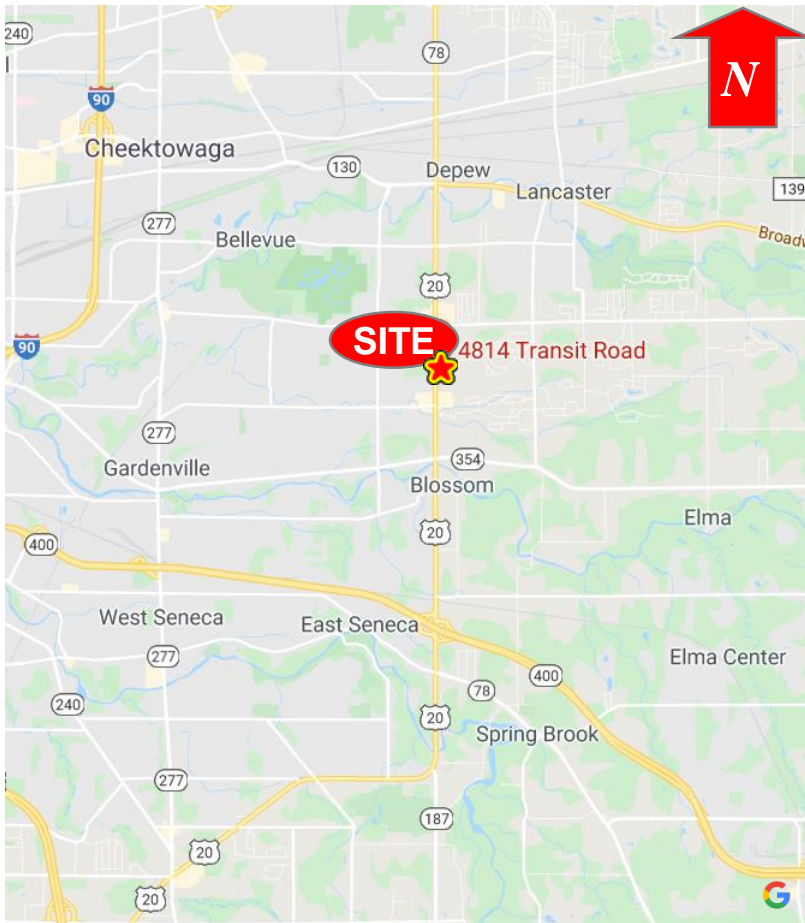 240
78
N
90
Cheektowaga
130
Depew
Lancaster
139
277
Bellevue
Broadw
20
SITE
4814 Transit Road
90
277
Gardenville
354
Blossom
Elma
20
400
West Seneca
East Seneca
277
Elma Center
400
78
240
20
Spring Brook
277
187
20
20
G